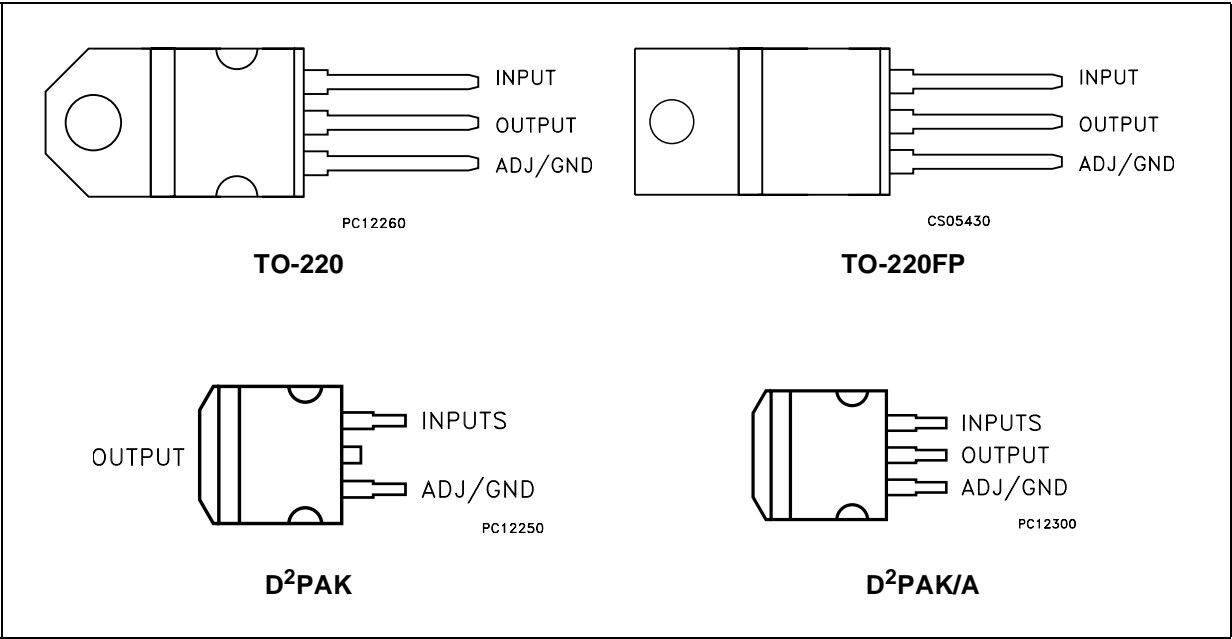 INPUT
OUTPUT
ADJ/GND
PC12260
TO-220
INPUT
OUTPUT
ADJ/GND
CS05430
TO-220FP
OUTPUT
INPUTS
ADJ/GND
PC12250
D²PAK
INPUTS
OUTPUT
ADJ/GND
PC12300
D²PAK/A